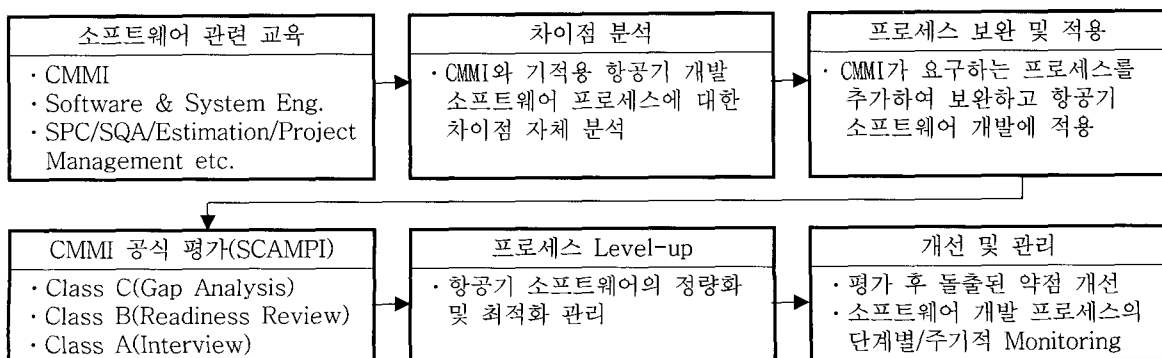 소프트웨어 관련 교육
· CMMI
· Software & System Eng.
· SPC/SQA/Estimation/Project
Management etc.
차이점 분석
· CMMI와 기적용 항공기 개발
소프트웨어 프로세스에 대한
차이점 자체 분석
프로세스 보완 및 적용
· CMMI가 요구하는 프로세스를
추가하여 보완하고 항공기
소프트웨어 개발에 적용
CMMI 공식 평가(SCAMPI)
· Class C(Gap Analysis)
· Class B(Readiness Review)
· Class A(Interview)
프로세스 Level-up
· 항공기 소프트웨어의 정량화
및 최적화 관리
개선 및 관리
· 평가 후 돌출된 약점 개선
· 소프트웨어 개발 프로세스의
단계별/주기적 Monitoring